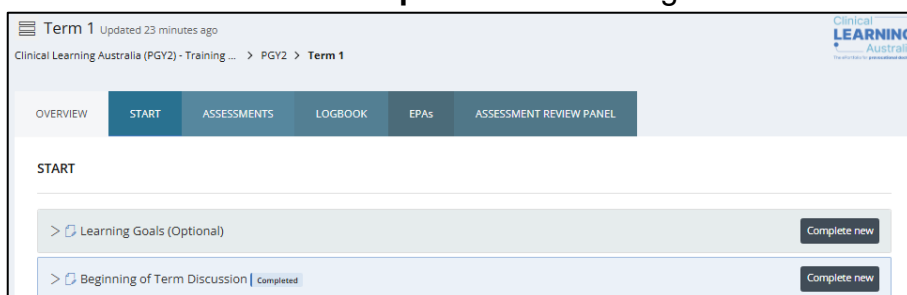 Term 1 Updated 23 minutes ago
Clinical
LEARNING
Australi
Clinical Learning Australia (PGY2) - Training ... > PGY2 > Term 1
OVERVIEW START ASSESSMENTS LOGBOOK EPAs ASSESSMENT REVIEW PANEL
START
> Learning Goals (Optional) Complete new
> Beginning of Term Discussion Completed Complete new